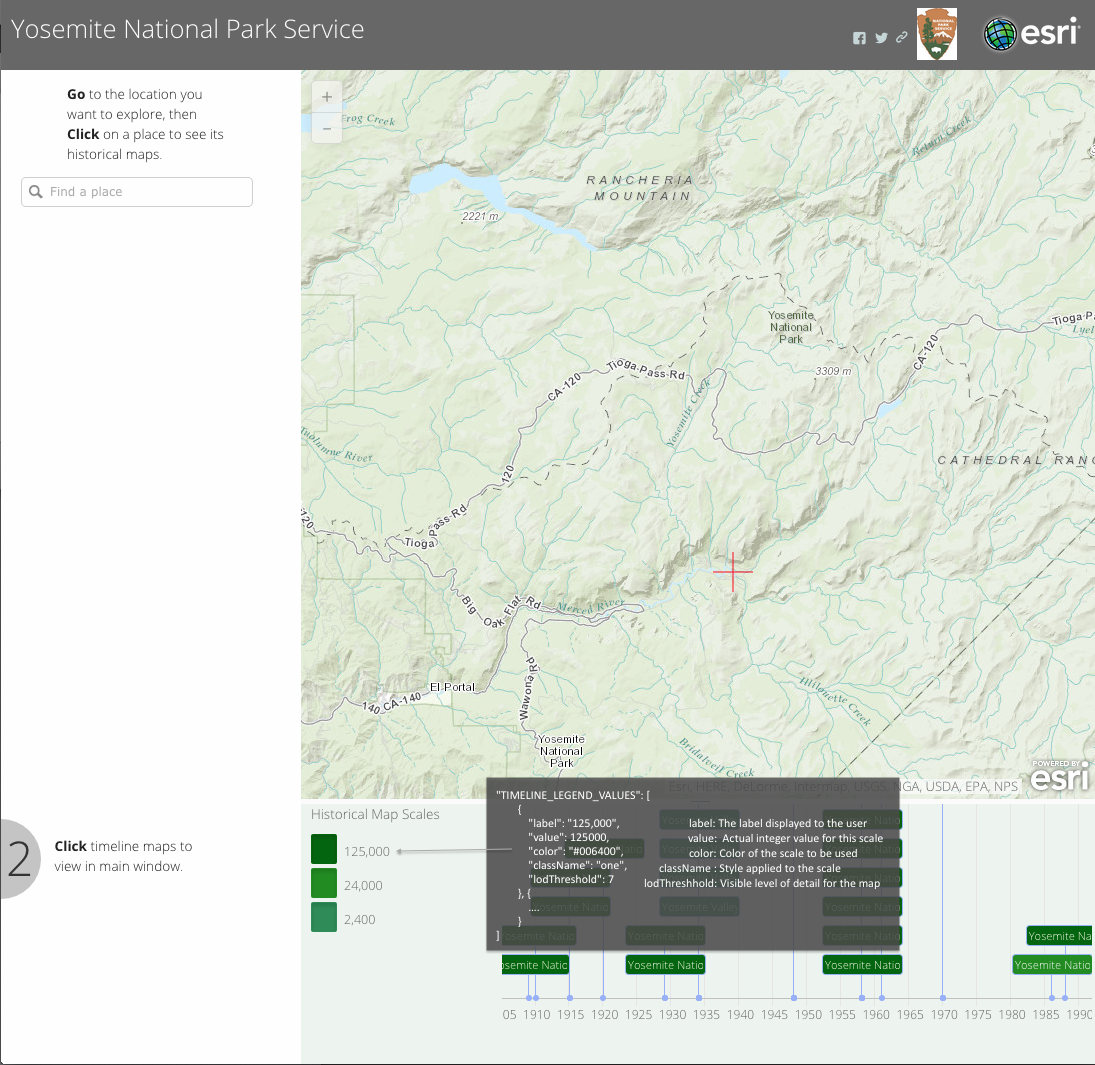 Yosemite National Park Service
NATIONAL
PARK
SERVICE
esri
Go to the location you
want to explore, then
Click on a place to see its
historical maps.
Find a place
+
−
Frog Creek
Return Creek
RANCHERIA
MOUNTAIN
2221 m
Yosemite
National
Park
Tioga P
Lyel
CA-120
Tioga Pass Rd
3309 m
CA-120
Yosemite Creek
Tuolumne River
CATHEDRAL RANG
120
Tioga Pass Rd
120
Big Oak Flat Rd
Merced River
El Portal
140 CA-140
Wawona Rd
Illilouette Creek
Yosemite
National
Park
Bridalveil Creek
POWERED BY
esri
Esri, HERE, DeLorme, Intermap, USGS, NGA, USDA, EPA, NPS
2
Click timeline maps to
view in main window.
Historical Map Scales
125,000
24,000
2,400
"TIMELINE_LEGEND_VALUES": [
{
"label": "125,000", label: The label displayed to the user
"value": 125000, value: Actual integer value for this scale
"color": "#006400", color: Color of the scale to be used
"className": "one", className : Style applied to the scale
"lodThreshold": 7 lodThreshhold: Visible level of detail for the map
}, {
....
}
]
Yosemite Natio Yosemite Valley Yosemite Natio
Yosemite Natio Yosemite Natio Yosemite Natio Yosemite Na
osemite Natio Yosemite Natio Yosemite Natio Yosemite Natio
05 1910 1915 1920 1925 1930 1935 1940 1945 1950 1955 1960 1965 1970 1975 1980 1985 1990